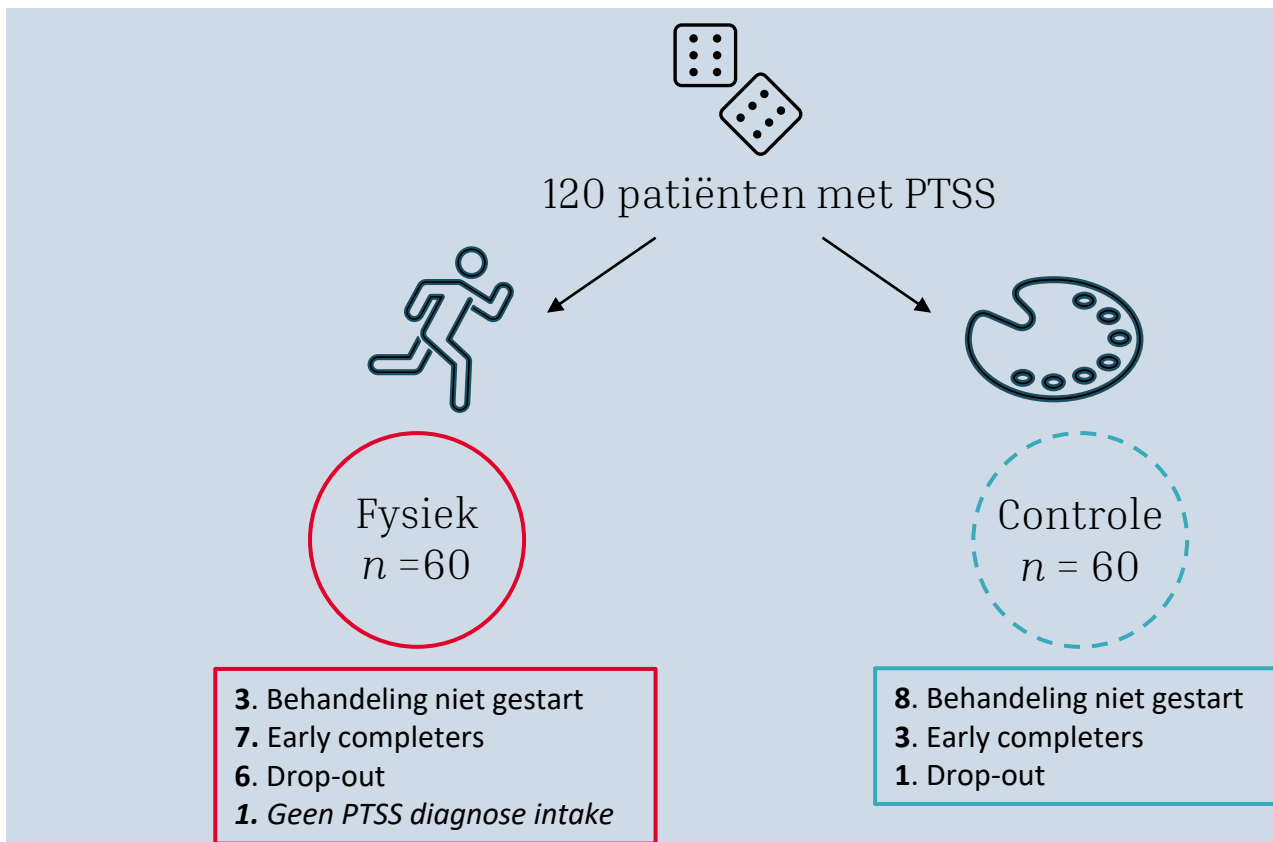 120 patiënten met PTSS
Fysiek
n =60
Controle
n = 60
3. Behandeling niet gestart
7. Early completers
6. Drop-out
1. Geen PTSS diagnose intake
8. Behandeling niet gestart
3. Early completers
1. Drop-out